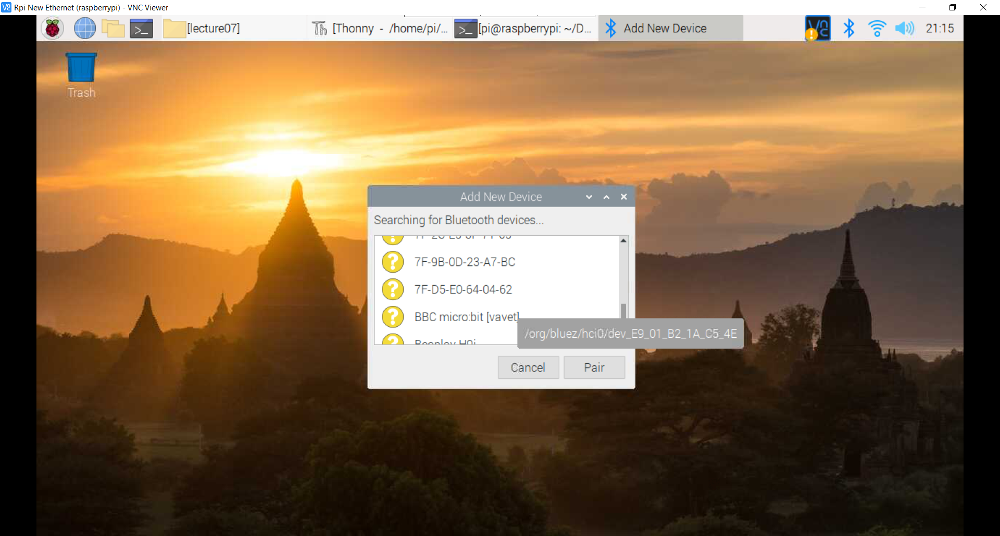 Rpi New Ethernet (raspberrypi) - VNC Viewer
[lecture07]
[Thonny - /home/pi/...
[pi@raspberrypi: ~/D...
Add New Device
21:15
Trash
Add New Device
Searching for Bluetooth devices...
7F-9B-0D-23-A7-BC
7F-D5-E0-64-04-62
BBC micro:bit [vavet]
Beoplay H9i
/org/bluez/hci0/dev_E9_01_B2_1A_C5_4E
Cancel
Pair